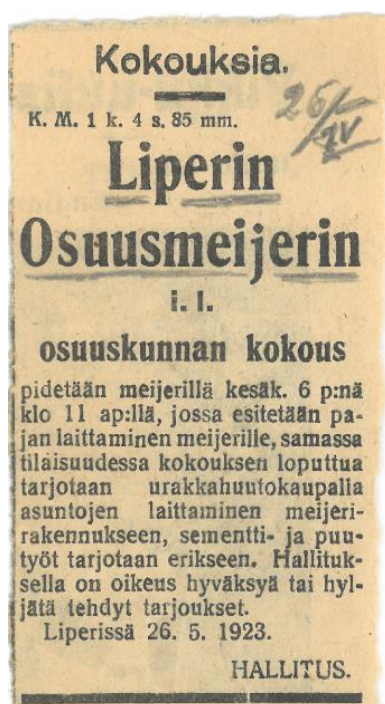 Kokouksia.
26/IV
K. M. 1 k. 4 s. 85 mm.
Liperin
Osuusmeijerin
i. l.
osuuskunnan kokous
pidetään meijerillä kesäk. 6 p:nä
klo 11 ap:llä, jossa esitetään pa-
jan laittaminen meijerille, samassa
tilaisuudessa kokouksen loputtua
tarjotaan urakkahuutokaupalla
asuntojen laittaminen meijeri-
rakennukseen, sementti- ja puu-
työt tarjotaan erikseen. Hallituk-
sella on oikeus hyväksyä tai hyl-
jätä tehdyt tarjoukset.
Liperissä 26. 5. 1923.
HALLITUS.